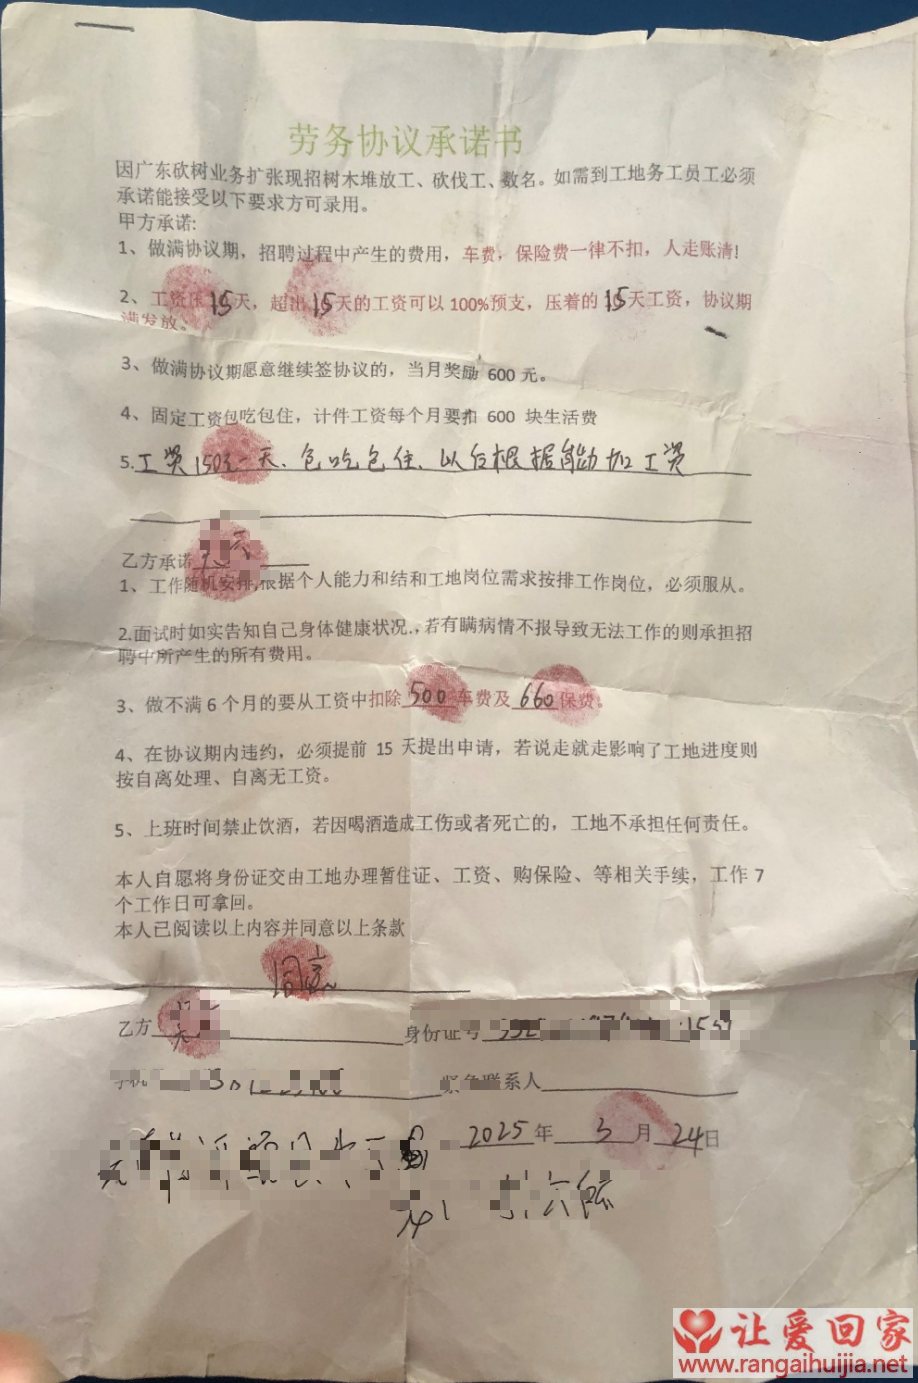 劳务协议承诺书
因广东砍树业务扩张现招树木堆放工、砍伐工、数名。如需到工地务工员工必须
承诺能接受以下要求方可录用。
甲方承诺:
1、做满协议期，招聘过程中产生的费用，车费，保险费一律不扣，人走账清!
2、工资压15天，超出15天的工资可以100%预支，压着的15天工资，协议期
满发放。
3、做满协议期愿意继续签协议的，当月奖励 600 元。
4、固定工资包吃包住，计件工资每个月要扣 600 块生活费
5.工资150元一天、包吃包住、以后根据能力加工资
乙方承诺
1、工作随机安排,根据个人能力和结和工地岗位需求按排工作岗位，必须服从。
2.面试时如实告知自己身体健康状况.，若有瞒病情不报导致无法工作的则承担招
聘中所产生的所有费用。
3、做不满 6 个月的要从工资中扣除 500 车费及 660 保费。
4、在协议期内违约，必须提前 15 天提出申请，若说走就走影响了工地进度则
按自离处理、自离无工资。
5、上班时间禁止饮酒，若因喝酒造成工伤或者死亡的，工地不承担任何责任。
本人自愿将身份证交由工地办理暂住证、工资、购保险、等相关手续，工作 7
个工作日可拿回。
本人已阅读以上内容并同意以上条款
同意
乙方 身份证号
紧急联系人
2025 年 3 月 24 日
让爱回家
www.rangaihuijia.net